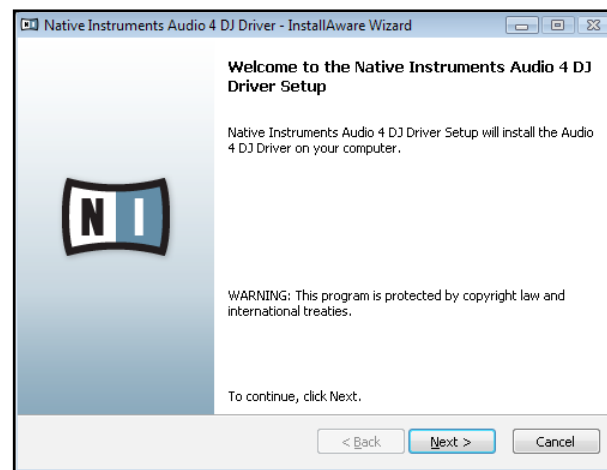 Native Instruments Audio 4 DJ Driver - InstallAware Wizard
Welcome to the Native Instruments Audio 4 DJ
Driver Setup
Native Instruments Audio 4 DJ Driver Setup will install the Audio
4 DJ Driver on your computer.
N I
WARNING: This program is protected by copyright law and
international treaties.
To continue, click Next.
< Back
Next >
Cancel